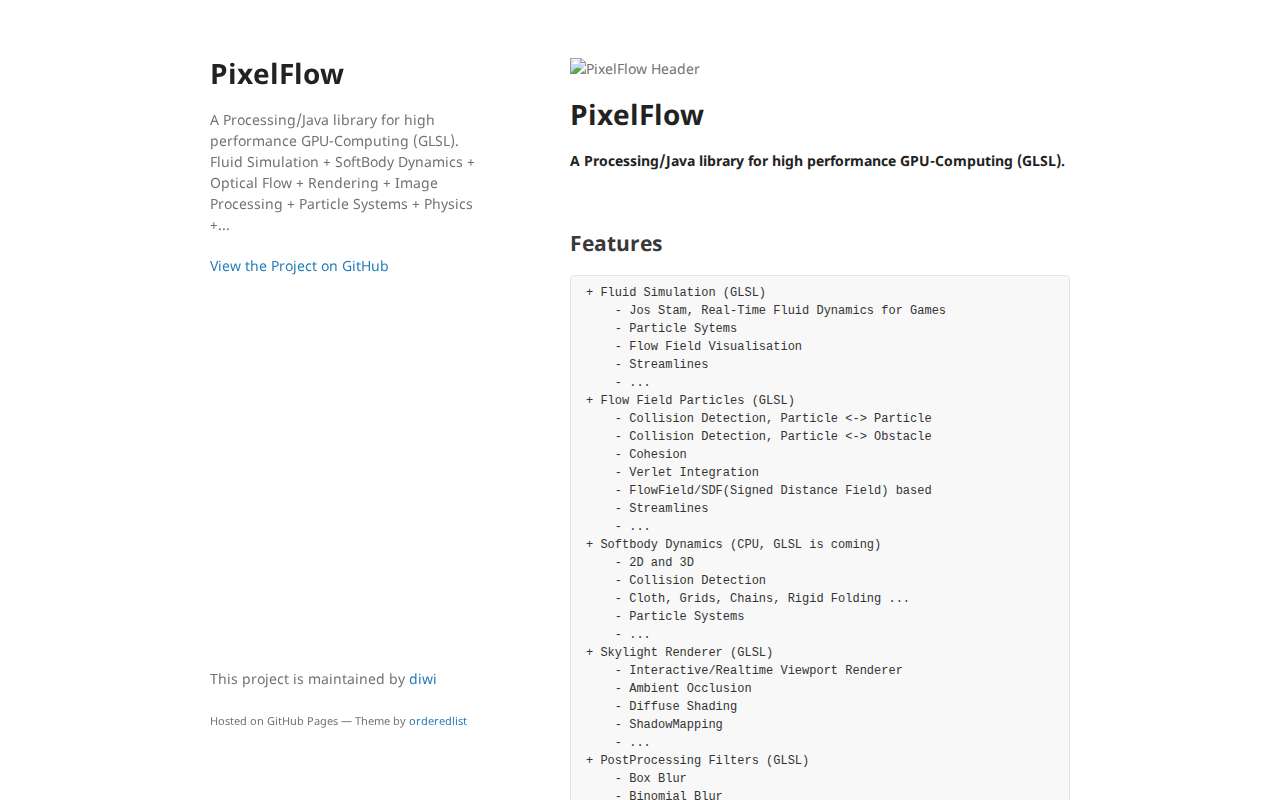 PixelFlow
A Processing/Java library for high
performance GPU-Computing (GLSL).
Fluid Simulation + SoftBody Dynamics +
Optical Flow + Rendering + Image
Processing + Particle Systems + Physics
+...
View the Project on GitHub
This project is maintained by diwi
Hosted on GitHub Pages — Theme by orderedlist
PixelFlow Header
PixelFlow
A Processing/Java library for high performance GPU-Computing (GLSL).
Features
+ Fluid Simulation (GLSL)
    - Jos Stam, Real-Time Fluid Dynamics for Games
    - Particle Sytems
    - Flow Field Visualisation
    - Streamlines
    - ...
+ Flow Field Particles (GLSL)
    - Collision Detection, Particle <-> Particle
    - Collision Detection, Particle <-> Obstacle
    - Cohesion
    - Verlet Integration
    - FlowField/SDF(Signed Distance Field) based
    - Streamlines
    - ...
+ Softbody Dynamics (CPU, GLSL is coming)
    - 2D and 3D
    - Collision Detection
    - Cloth, Grids, Chains, Rigid Folding ...
    - Particle Systems
    - ...
+ Skylight Renderer (GLSL)
    - Interactive/Realtime Viewport Renderer
    - Ambient Occlusion
    - Diffuse Shading
    - ShadowMapping
    - ...
+ PostProcessing Filters (GLSL)
    - Box Blur
    - Binomial Blur